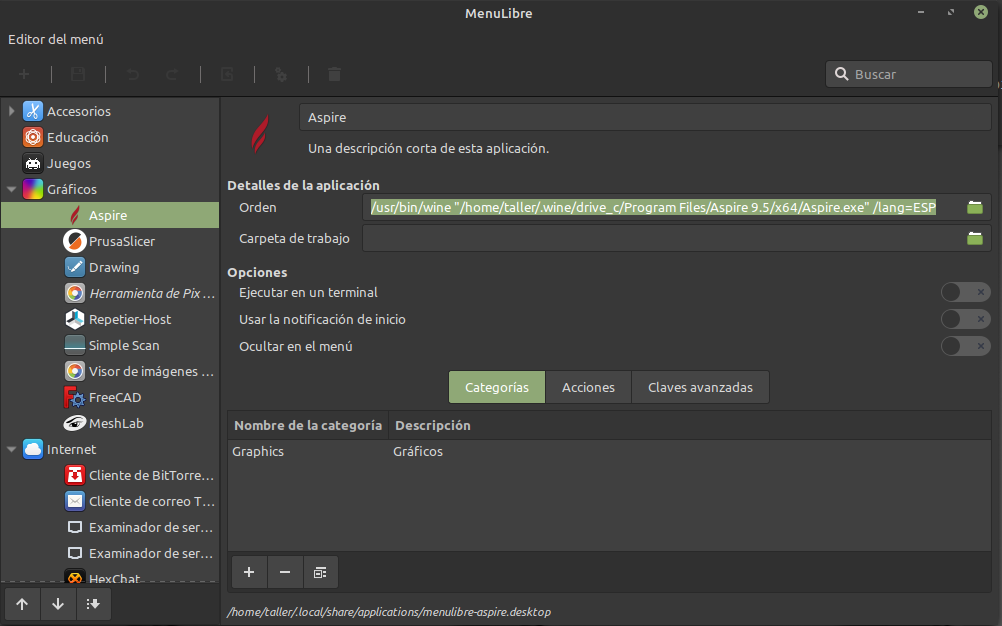 MenuLibre
Editor del menú
Buscar
Accesorios
Educación
Juegos
Gráficos
Aspire
PrusaSlicer
Drawing
Herramienta de Pix ...
Repetier-Host
Simple Scan
Visor de imágenes ...
FreeCAD
MeshLab
Internet
Cliente de BitTorre...
Cliente de correo T...
Examinador de ser...
Examinador de ser...
HexChat
Aspire
Una descripción corta de esta aplicación.
Detalles de la aplicación
Orden /usr/bin/wine "/home/taller/.wine/drive_c/Program Files/Aspire 9.5/x64/Aspire.exe" /lang=ESP
Carpeta de trabajo
Opciones
Ejecutar en un terminal
Usar la notificación de inicio
Ocultar en el menú
Categorías Acciones Claves avanzadas
Nombre de la categoría Descripción
Graphics Gráficos
/home/taller/.local/share/applications/menulibre-aspire.desktop